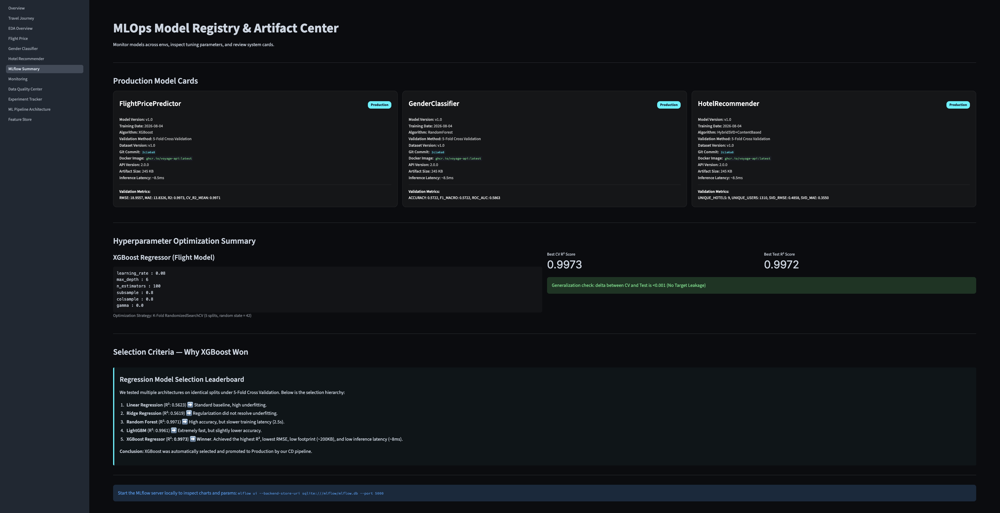 Overview
Travel Journey
EDA Overview
Flight Price
Gender Classifier
Hotel Recommender
MLflow Summary
Monitoring
Data Quality Center
Experiment Tracker
ML Pipeline Architecture
Feature Store
MLOps Model Registry & Artifact Center
Monitor models across envs, inspect tuning parameters, and review system cards.
Production Model Cards
FlightPricePredictor
Production
Model Version: v1.0
Training Date: 2026-08-04
Algorithm: XGBoost
Validation Method: 5-Fold Cross Validation
Dataset Version: v1.0
Git Commit: 2c1a6a8
Docker Image: ghcr.io/voyage-api:latest
API Version: 2.0.0
Artifact Size: 245 KB
Inference Latency: ~8.5ms
Validation Metrics:
RMSE: 18.9557, MAE: 13.8326, R2: 0.9973, CV_R2_MEAN: 0.9971
GenderClassifier
Production
Model Version: v1.0
Training Date: 2026-08-04
Algorithm: RandomForest
Validation Method: 5-Fold Cross Validation
Dataset Version: v1.0
Git Commit: 2c1a6a8
Docker Image: ghcr.io/voyage-api:latest
API Version: 2.0.0
Artifact Size: 245 KB
Inference Latency: ~8.5ms
Validation Metrics:
ACCURACY: 0.5722, F1_MACRO: 0.5722, ROC_AUC: 0.5863
HotelRecommender
Production
Model Version: v1.0
Training Date: 2026-08-04
Algorithm: HybridSVD+ContentBased
Validation Method: 5-Fold Cross Validation
Dataset Version: v1.0
Git Commit: 2c1a6a8
Docker Image: ghcr.io/voyage-api:latest
API Version: 2.0.0
Artifact Size: 245 KB
Inference Latency: ~8.5ms
Validation Metrics:
UNIQUE_HOTELS: 9, UNIQUE_USERS: 1310, SVD_RMSE: 0.4858, SVD_MAE: 0.3550
Hyperparameter Optimization Summary
XGBoost Regressor (Flight Model)
learning_rate : 0.08
max_depth : 6
n_estimators : 100
subsample : 0.8
colsample : 0.8
gamma : 0.0
Optimization Strategy: K-Fold RandomizedSearchCV (5 splits, random state = 42)
Best CV R² Score
0.9973
Best Test R² Score
0.9972
Generalization check: delta between CV and Test is <0.001 (No Target Leakage)
Selection Criteria — Why XGBoost Won
Regression Model Selection Leaderboard
We tested multiple architectures on identical splits under 5-Fold Cross Validation. Below is the selection hierarchy:
1. Linear Regression (R²: 0.5623) ➡️ Standard baseline, high underfitting.
2. Ridge Regression (R²: 0.5619) ➡️ Regularization did not resolve underfitting.
3. Random Forest (R²: 0.9971) ➡️ High accuracy, but slower training latency (2.5s).
4. LightGBM (R²: 0.9961) ➡️ Extremely fast, but slightly lower accuracy.
5. XGBoost Regressor (R²: 0.9973) ➡️ Winner. Achieved the highest R², lowest RMSE, low footprint (~200KB), and low inference latency (~8ms).
Conclusion: XGBoost was automatically selected and promoted to Production by our CD pipeline.
Start the MLflow server locally to inspect charts and params: mlflow ui --backend-store-uri sqlite:///mlflow/mlflow.db --port 5000